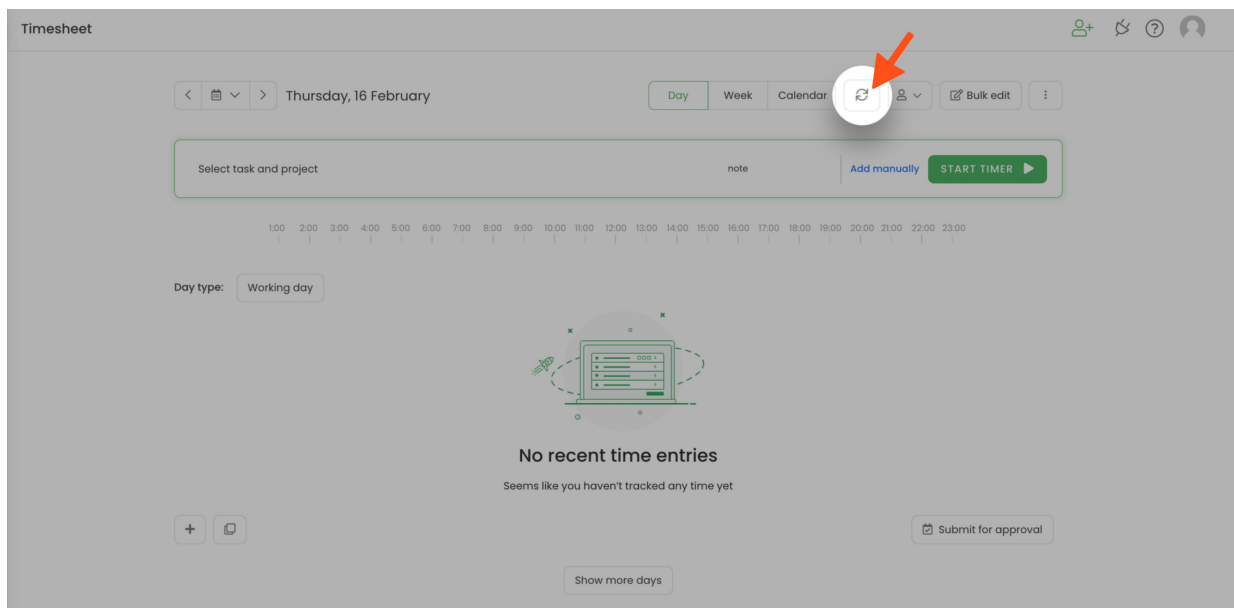 Timesheet
Thursday, 16 February
Day Week Calendar
Bulk edit
Select task and project
note
Add manually
START TIMER
1:00 2:00 3:00 4:00 5:00 6:00 7:00 8:00 9:00 10:00 11:00 12:00 13:00 14:00 15:00 16:00 17:00 18:00 19:00 20:00 21:00 22:00 23:00
Day type: Working day
No recent time entries
Seems like you haven't tracked any time yet
Submit for approval
Show more days